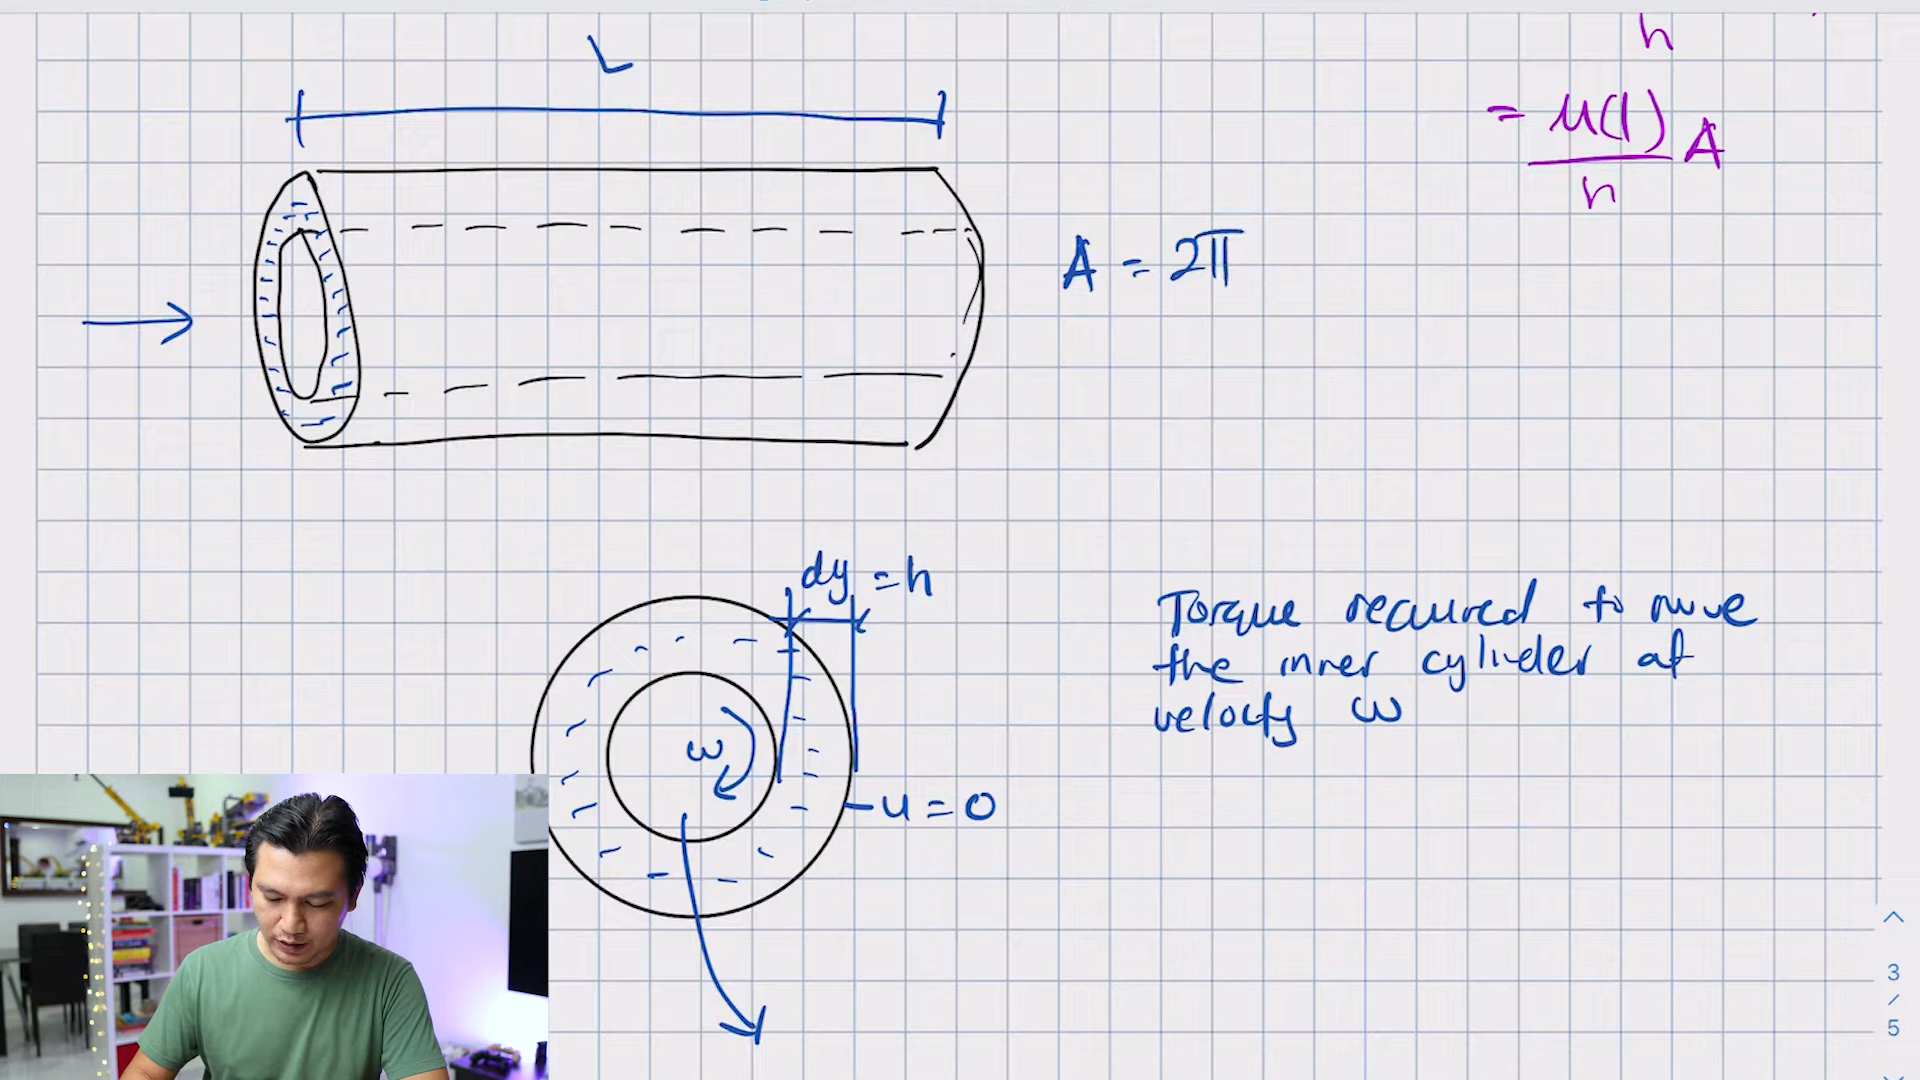 L
h
= μ(1) A
h
A = 2π
dy = h
Torque required to move
the inner cylinder at
velocity ω
ω
u = 0
3
/
5